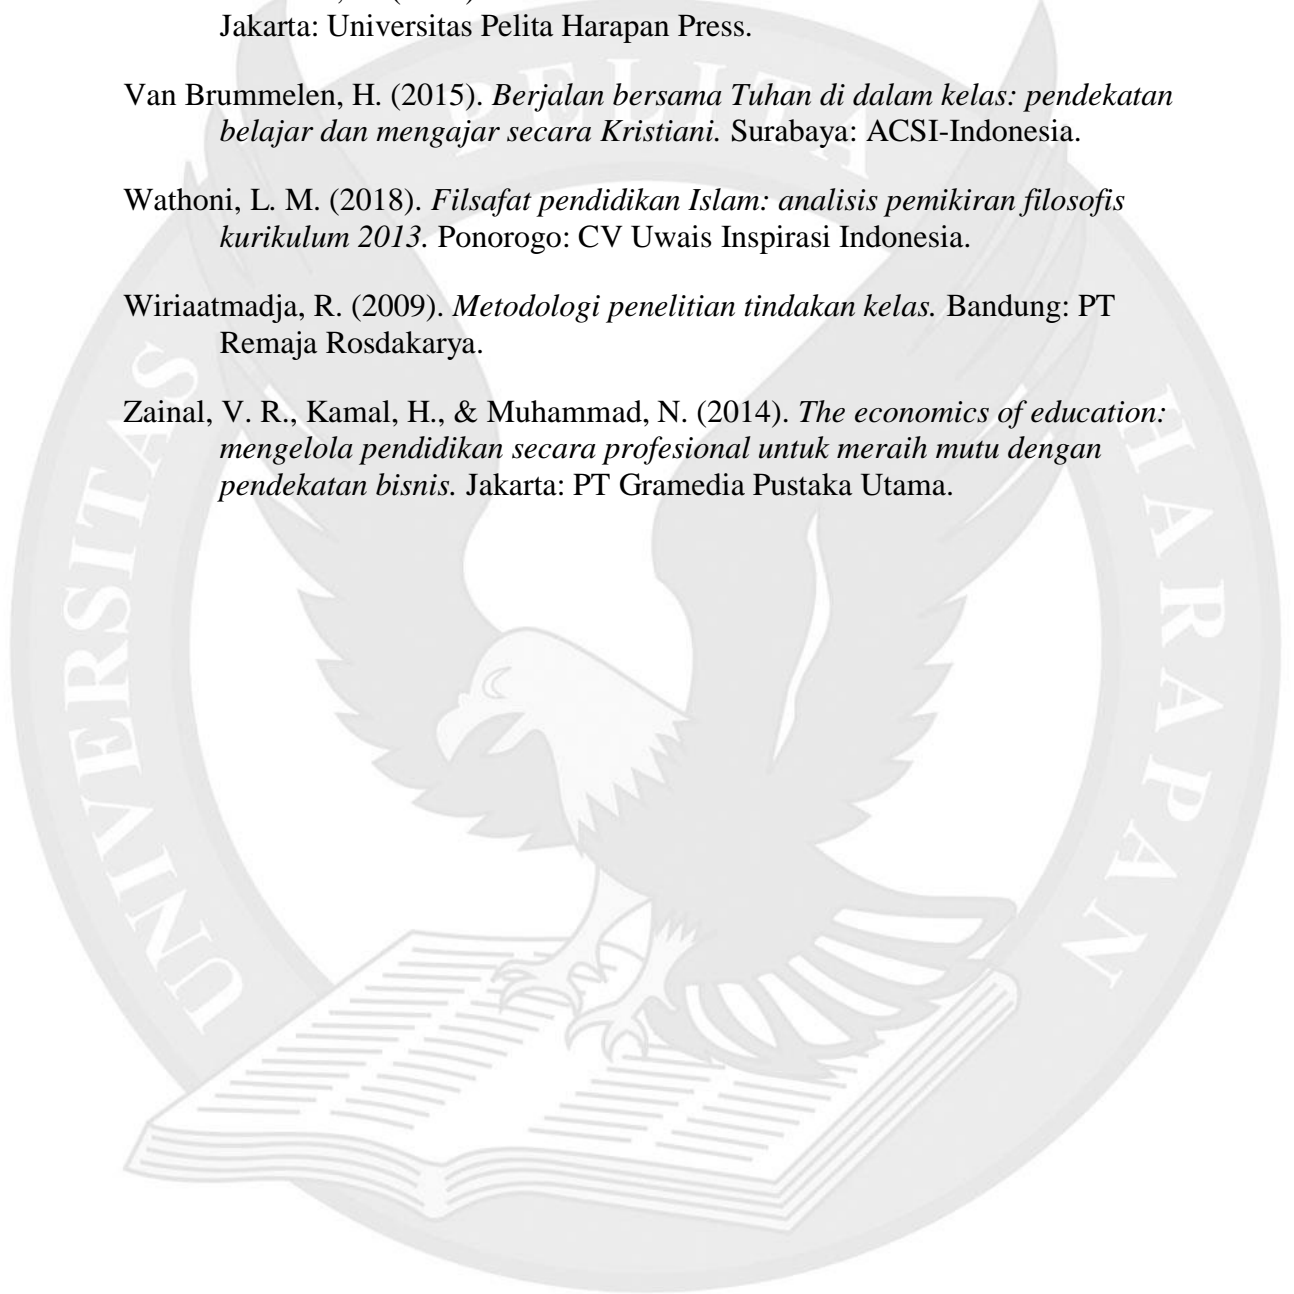 Jakarta: Universitas Pelita Harapan Press.
Van Brummelen, H. (2015). Berjalan bersama Tuhan di dalam kelas: pendekatan
belajar dan mengajar secara Kristiani. Surabaya: ACSI-Indonesia.
Wathoni, L. M. (2018). Filsafat pendidikan Islam: analisis pemikiran filosofis
kurikulum 2013. Ponorogo: CV Uwais Inspirasi Indonesia.
Wiriaatmadja, R. (2009). Metodologi penelitian tindakan kelas. Bandung: PT
Remaja Rosdakarya.
Zainal, V. R., Kamal, H., & Muhammad, N. (2014). The economics of education:
mengelola pendidikan secara profesional untuk meraih mutu dengan
pendekatan bisnis. Jakarta: PT Gramedia Pustaka Utama.
UNIVERSITAS PELITA HARAPAN